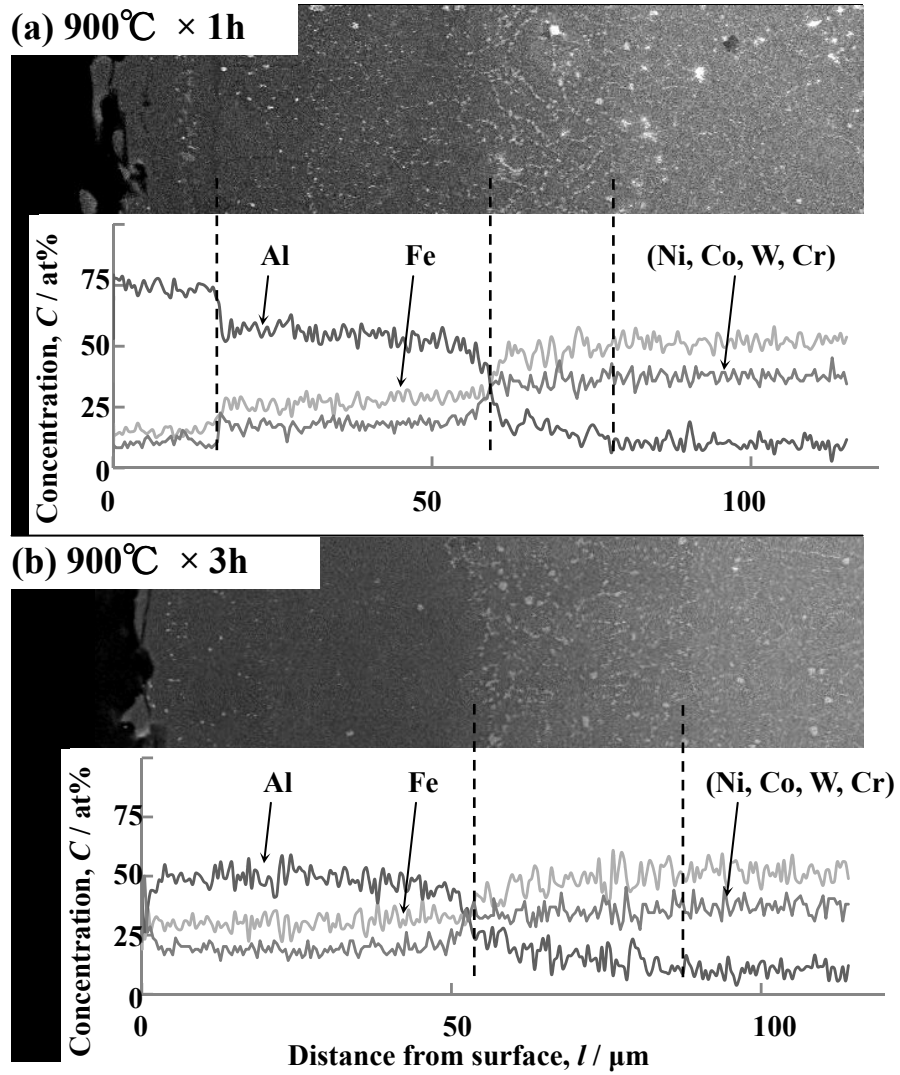 (a) 900℃ × 1h
Al
Fe
(Ni, Co, W, Cr)
Concentration, C / at%
75
50
25
0
0
50
100
(b) 900℃ × 3h
Al
Fe
(Ni, Co, W, Cr)
Concentration, C / at%
75
50
25
0
0
50
100
Distance from surface, l / μm